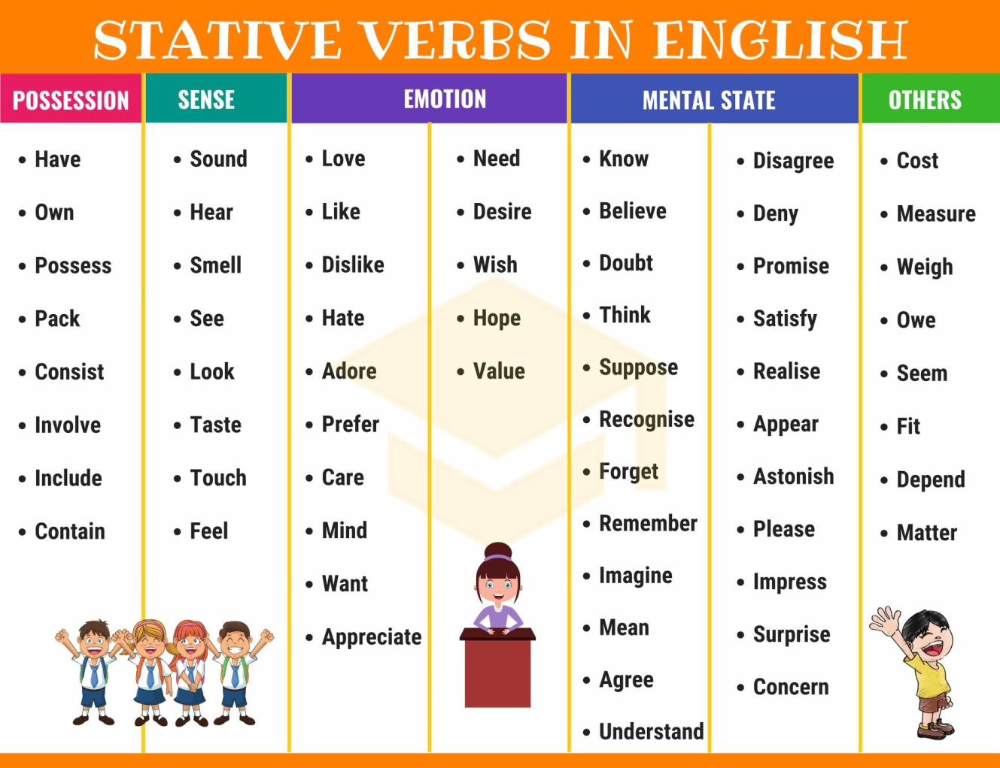 STATIVE VERBS IN ENGLISH
POSSESSION
• Have
• Own
• Possess
• Pack
• Consist
• Involve
• Include
• Contain
SENSE
• Sound
• Hear
• Smell
• See
• Look
• Taste
• Touch
• Feel
EMOTION
• Love
• Like
• Dislike
• Hate
• Adore
• Prefer
• Care
• Mind
• Want
• Appreciate
• Need
• Desire
• Wish
• Hope
• Value
MENTAL STATE
• Know
• Believe
• Doubt
• Think
• Suppose
• Recognise
• Forget
• Remember
• Imagine
• Mean
• Agree
• Understand
• Disagree
• Deny
• Promise
• Satisfy
• Realise
• Appear
• Astonish
• Please
• Impress
• Surprise
• Concern
OTHERS
• Cost
• Measure
• Weigh
• Owe
• Seem
• Fit
• Depend
• Matter